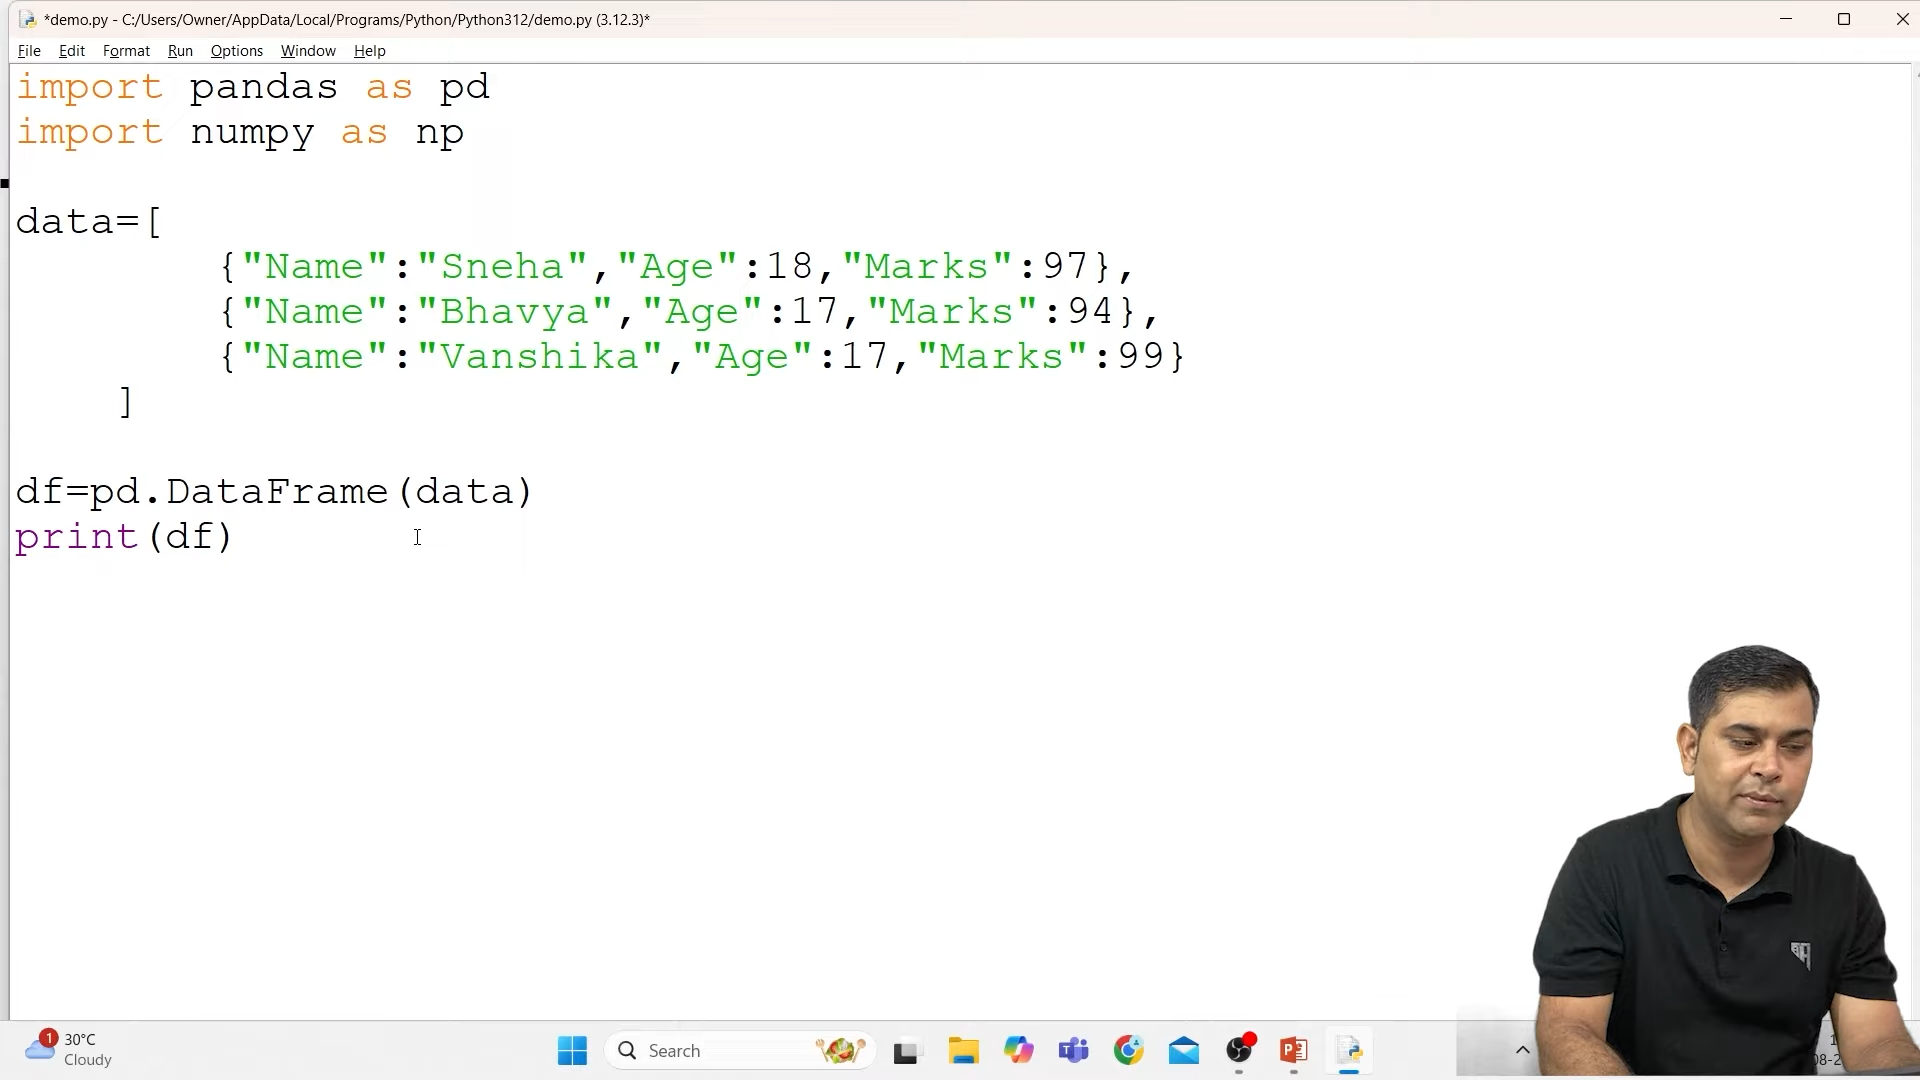 *demo.py - C:/Users/Owner/AppData/Local/Programs/Python/Python312/demo.py (3.12.3)*
File Edit Format Run Options Window Help
import pandas as pd
import numpy as np
data=[
{"Name":"Sneha","Age":18,"Marks":97},
{"Name":"Bhavya","Age":17,"Marks":94},
{"Name":"Vanshika","Age":17,"Marks":99}
]
df=pd.DataFrame(data)
print(df)
1
30°C
Cloudy
Search